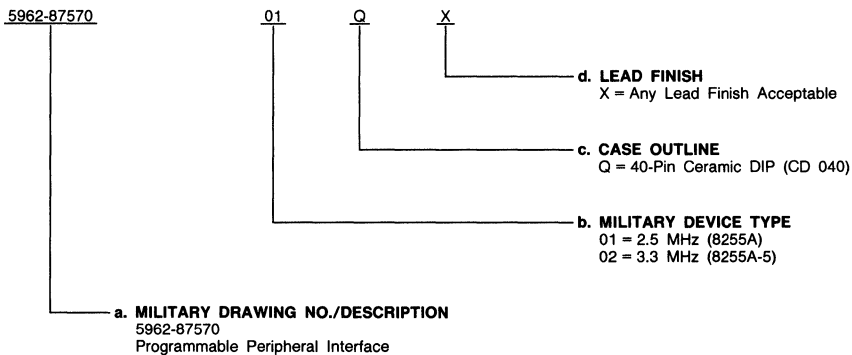 5962-87570 01 Q X
d. LEAD FINISH
X = Any Lead Finish Acceptable
c. CASE OUTLINE
Q = 40-Pin Ceramic DIP (CD 040)
b. MILITARY DEVICE TYPE
01 = 2.5 MHz (8255A)
02 = 3.3 MHz (8255A-5)
a. MILITARY DRAWING NO./DESCRIPTION
5962-87570
Programmable Peripheral Interface